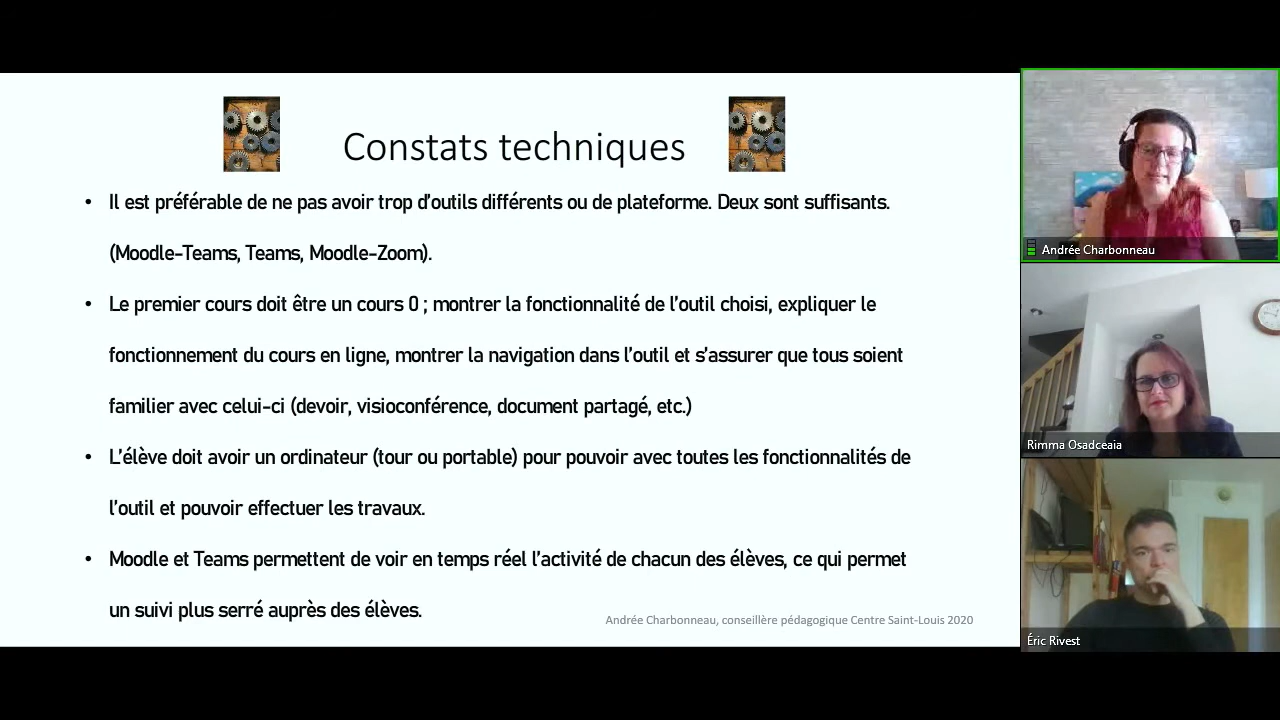 Constats techniques
• Il est préférable de ne pas avoir trop d'outils différents ou de plateforme. Deux sont suffisants.
(Moodle-Teams, Teams, Moodle-Zoom).
• Le premier cours doit être un cours 0 ; montrer la fonctionnalité de l'outil choisi, expliquer le
fonctionnement du cours en ligne, montrer la navigation dans l'outil et s'assurer que tous soient
familier avec celui-ci (devoir, visioconférence, document partagé, etc.)
• L'élève doit avoir un ordinateur (tour ou portable) pour pouvoir avec toutes les fonctionnalités de
l'outil et pouvoir effectuer les travaux.
• Moodle et Teams permettent de voir en temps réel l'activité de chacun des élèves, ce qui permet
un suivi plus serré auprès des élèves.
Andrée Charbonneau, conseillère pédagogique Centre Saint-Louis 2020
Andrée Charbonneau
Rimma Osadceaia
Éric Rivest